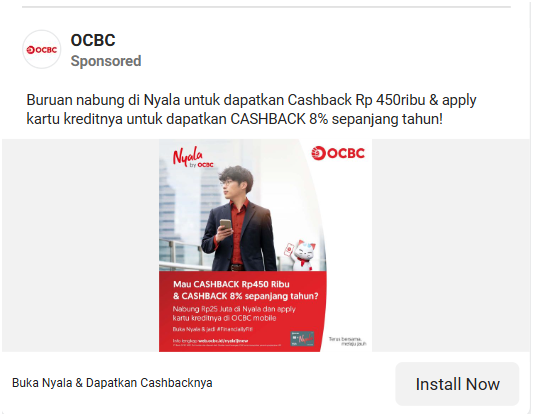 OCBC
OCBC
Sponsored
Buruan nabung di Nyala untuk dapatkan Cashback Rp 450ribu & apply
kartu kreditnya untuk dapatkan CASHBACK 8% sepanjang tahun!
Nyala
by OCBC
OCBC
Mau CASHBACK Rp450 Ribu
& CASHBACK 8% sepanjang tahun?
Nabung Rp25 Juta di Nyala dan apply
kartu kreditnya di OCBC mobile
Buka Nyala & jadi #FinanciallyFit!
Info lengkap
Terus bersama,
melaju jauh
Buka Nyala & Dapatkan Cashbacknya
Install Now